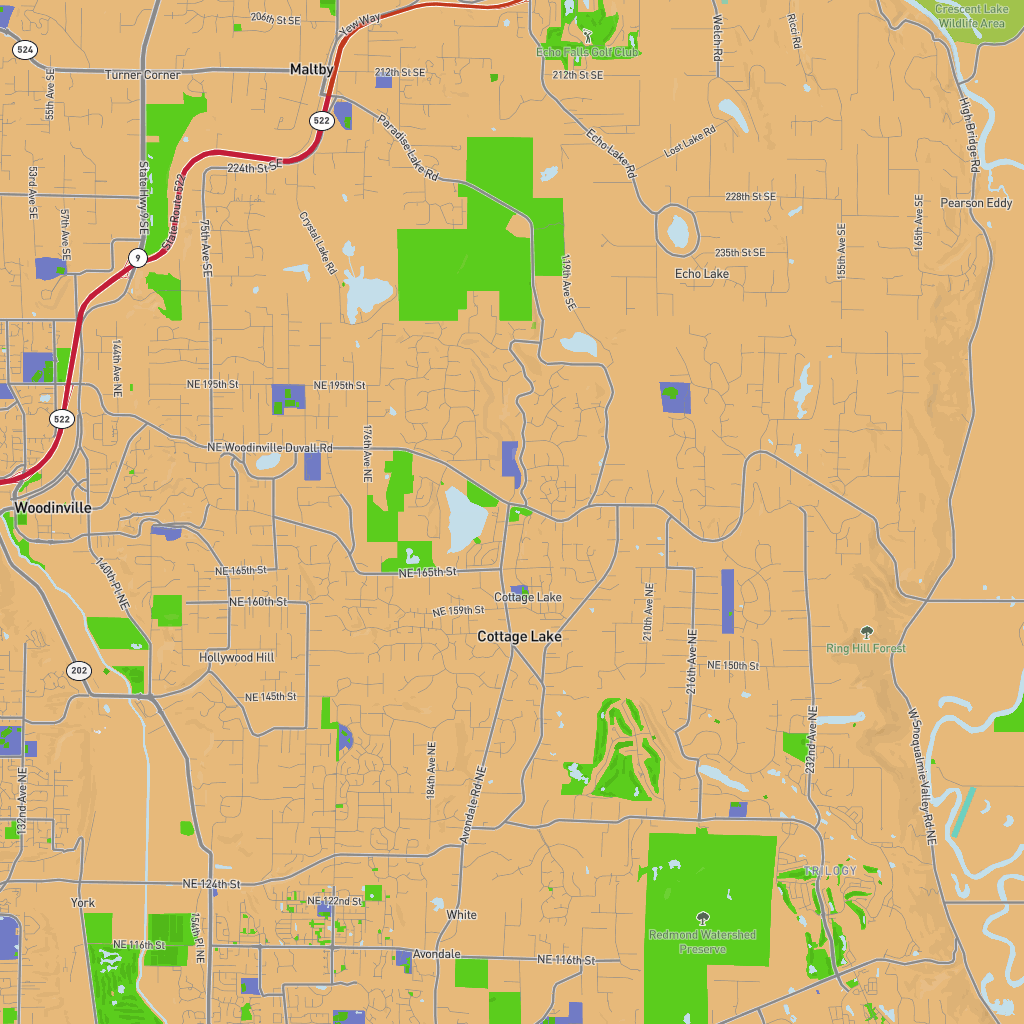 206th St SE
Yew Way
Crescent Lake
Wildlife Area
Welch Rd
Ricci Rd
524
Turner Corner
Maltby
212th St SE
Echo Falls Golf Club
212th St SE
55th Ave SE
522
Paradise Lake Rd
Echo Lake Rd
Lost Lake Rd
High Bridge Rd
224th St SE
State Hwy 9 SE
State Route 522
53rd Ave SE
57th Ave SE
75th Ave SE
Crystal Lake Rd
228th St SE
Pearson Eddy
165th Ave SE
155th Ave SE
9
235th St SE
Echo Lake
119th Ave SE
144th Ave NE
NE 195th St
NE 195th St
522
NE Woodinville Duvall Rd
176th Ave NE
Woodinville
140th Pl NE
NE 165th St
NE 165th St
NE 160th St
NE 159th St
Cottage Lake
Cottage Lake
210th Ave NE
216th Ave NE
Ring Hill Forest
Hollywood Hill
202
NE 150th St
NE 145th St
232nd Ave NE
W Snoqualmie Valley Rd NE
184th Ave NE
132nd Ave NE
Avondale Rd NE
NE 124th St
TRILOGY
York
NE 122nd St
White
154th Pl NE
NE 116th St
Avondale
NE 116th St
Redmond Watershed
Preserve